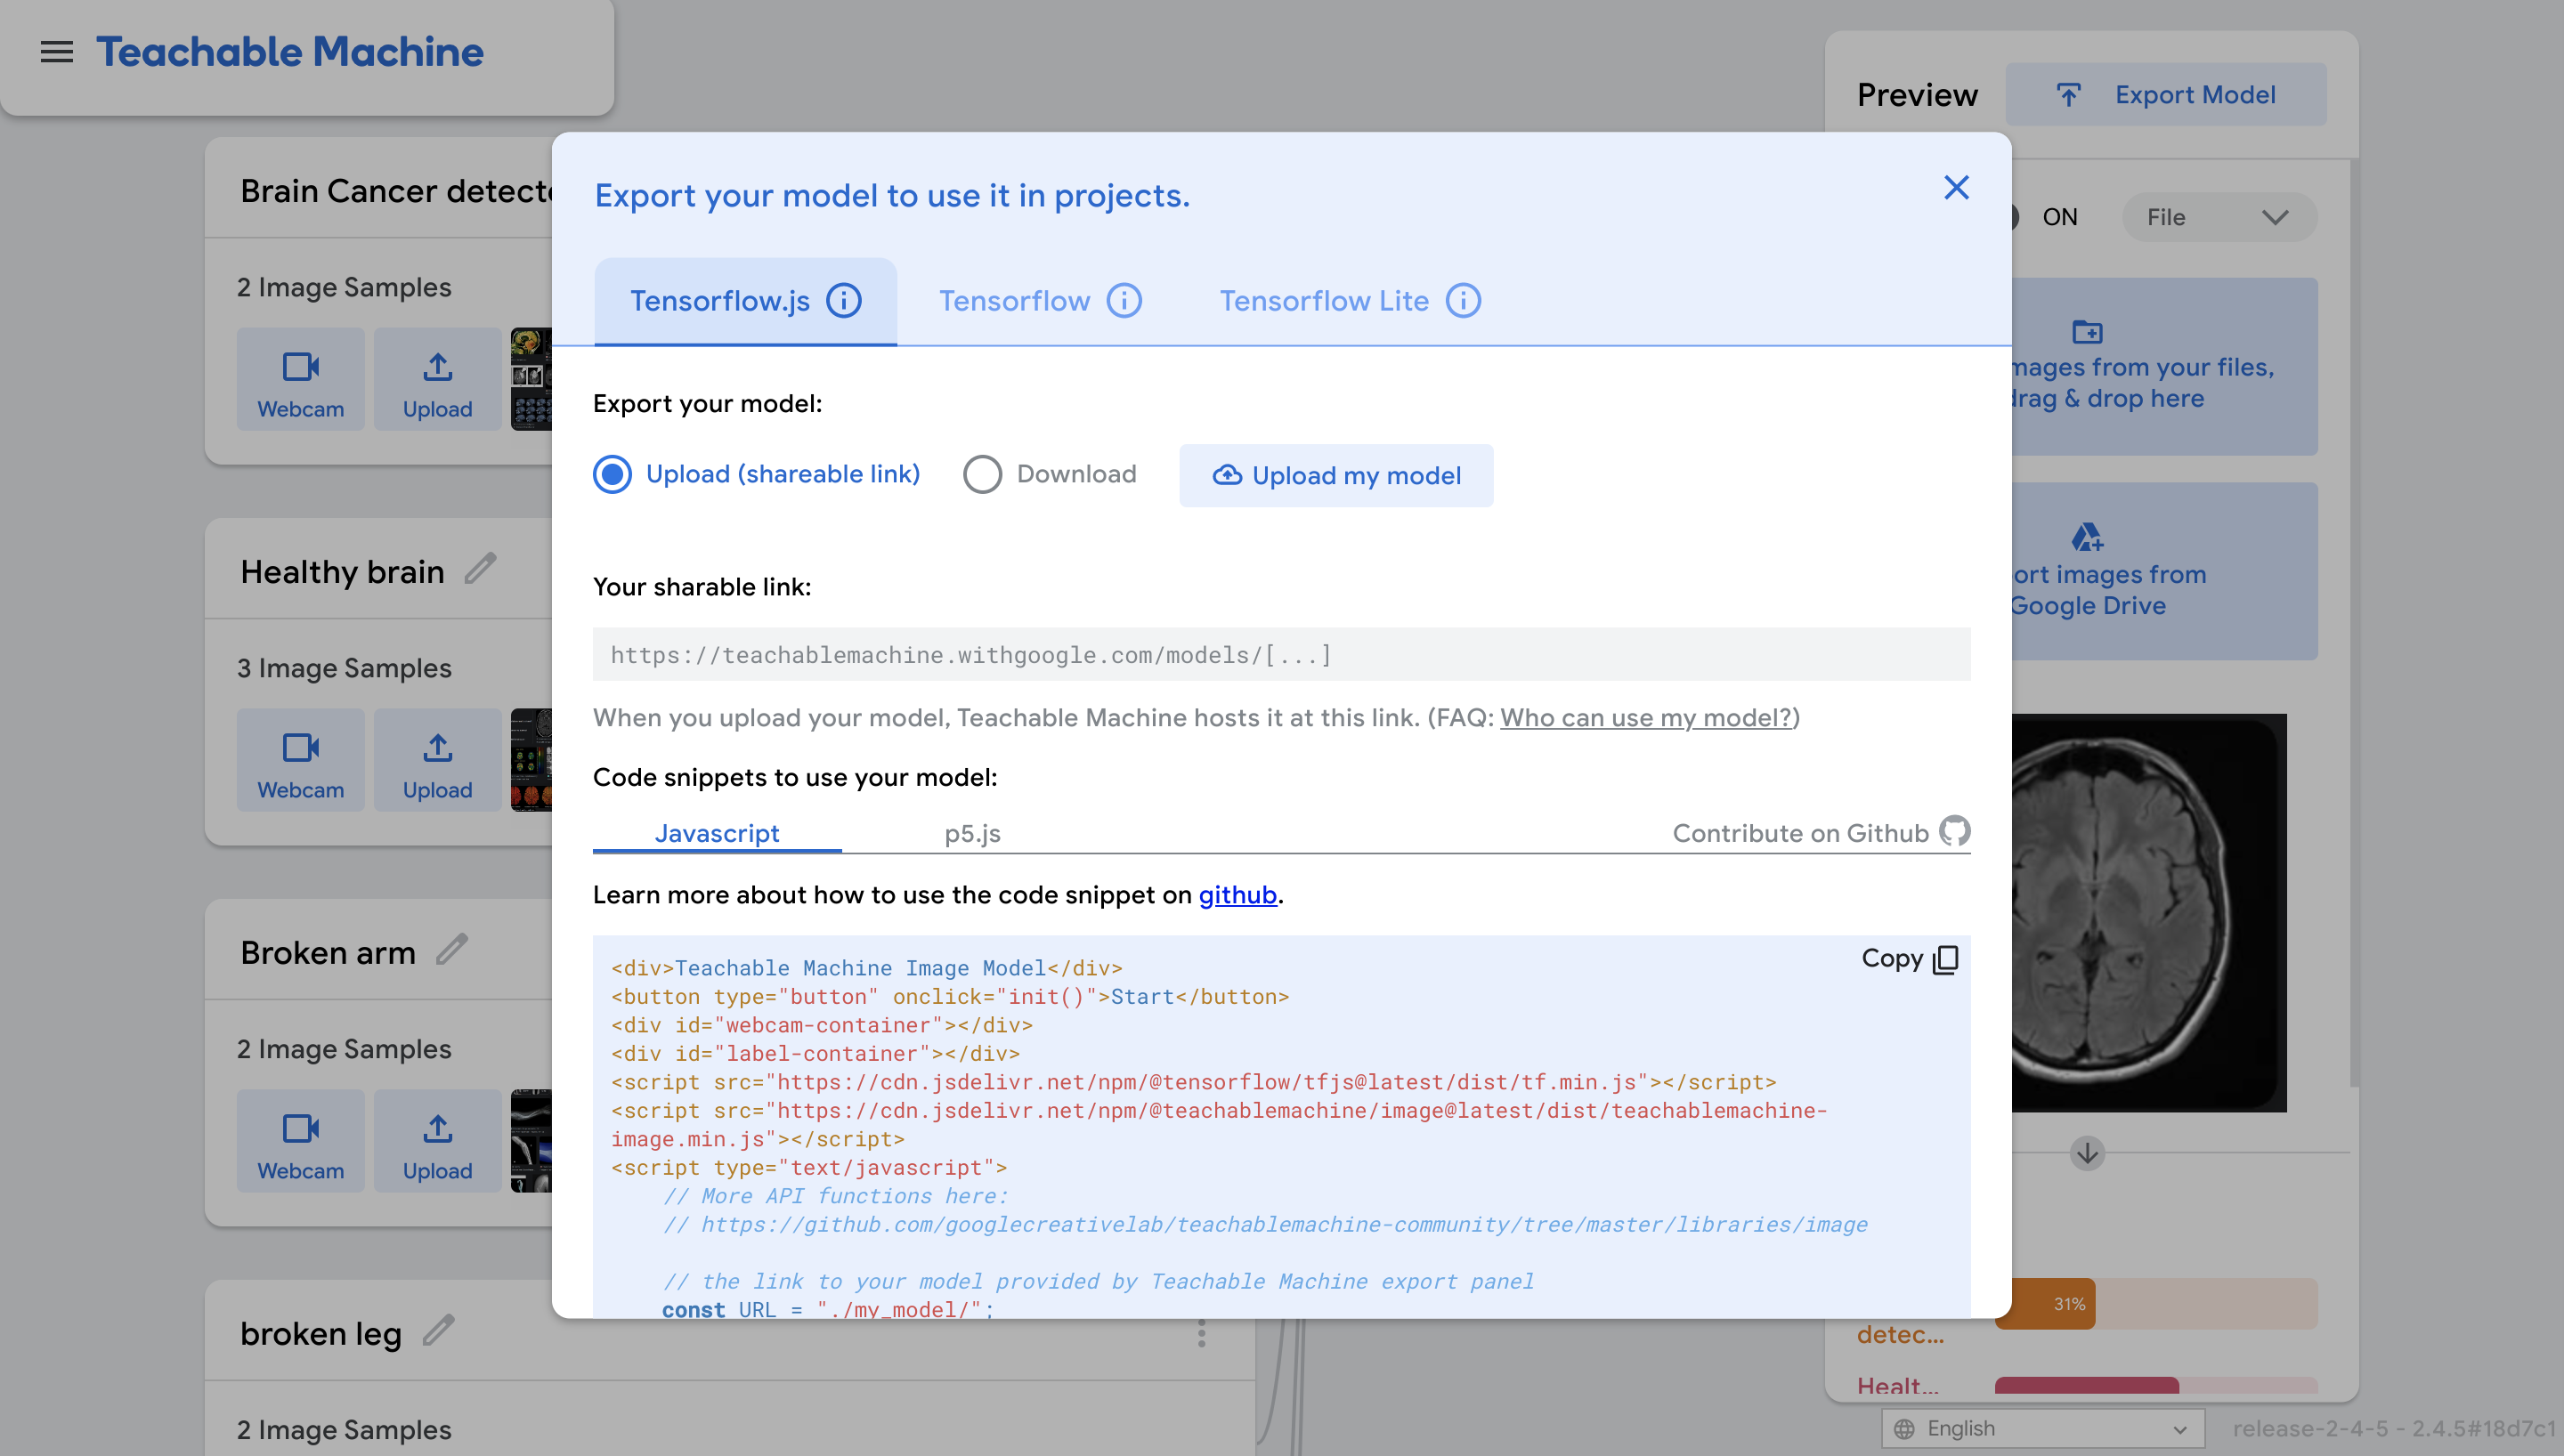 Teachable Machine
Preview
Export Model
Brain Cancer detect
2 Image Samples
Webcam
Upload
Healthy brain
3 Image Samples
Webcam
Upload
Broken arm
2 Image Samples
Webcam
Upload
broken leg
2 Image Samples
Export your model to use it in projects.
Tensorflow.js
Tensorflow
Tensorflow Lite
Export your model:
Upload (shareable link)
Download
Upload my model
Your sharable link:
https://teachablemachine.withgoogle.com/models/[...]
When you upload your model, Teachable Machine hosts it at this link. (FAQ: Who can use my model?)
Code snippets to use your model:
Javascript
p5.js
Contribute on Github
Learn more about how to use the code snippet on github.
Copy
<div>Teachable Machine Image Model</div>
<button type="button" onclick="init()">Start</button>
<div id="webcam-container"></div>
<div id="label-container"></div>
<script src="https://cdn.jsdelivr.net/npm/@tensorflow/tfjs@latest/dist/tf.min.js"></script>
<script src="https://cdn.jsdelivr.net/npm/@teachablemachine/image@latest/dist/teachablemachine-
image.min.js"></script>
<script type="text/javascript">
// More API functions here:
// https://github.com/googlecreativelab/teachablemachine-community/tree/master/libraries/image
// the link to your model provided by Teachable Machine export panel
const URL = "./my_model/";
ON
File
mages from your files,
drag & drop here
ort images from
Google Drive
31%
detec...
Healt...
English
release-2-4-5 - 2.4.5#18d7c1